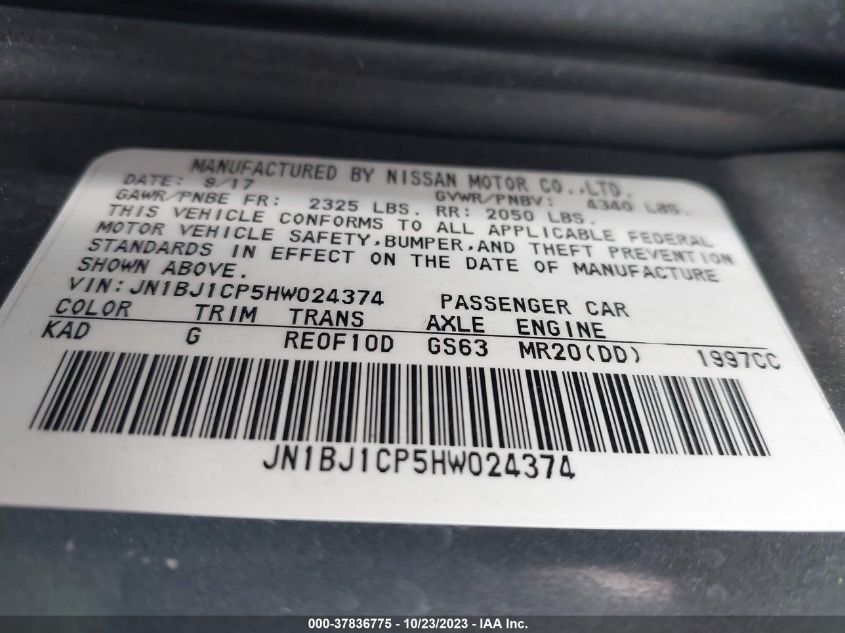 MANUFACTURED BY NISSAN MOTOR CO.,LTD.
DATE: 9/17 GVWR/PNBV: 4340 LBS.
GAWR/PNBE FR: 2325 LBS. RR: 2050 LBS.
THIS VEHICLE CONFORMS TO ALL APPLICABLE FEDERAL
MOTOR VEHICLE SAFETY,BUMPER,AND THEFT PREVENTION
STANDARDS IN EFFECT ON THE DATE OF MANUFACTURE
SHOWN ABOVE.
VIN:JN1BJ1CP5HW024374 PASSENGER CAR
COLOR TRIM TRANS AXLE ENGINE
KAD G RE0F10D GS63 MR20(DD) 1997CC
JN1BJ1CP5HW024374
000-37836775 - 10/23/2023 - IAA Inc.